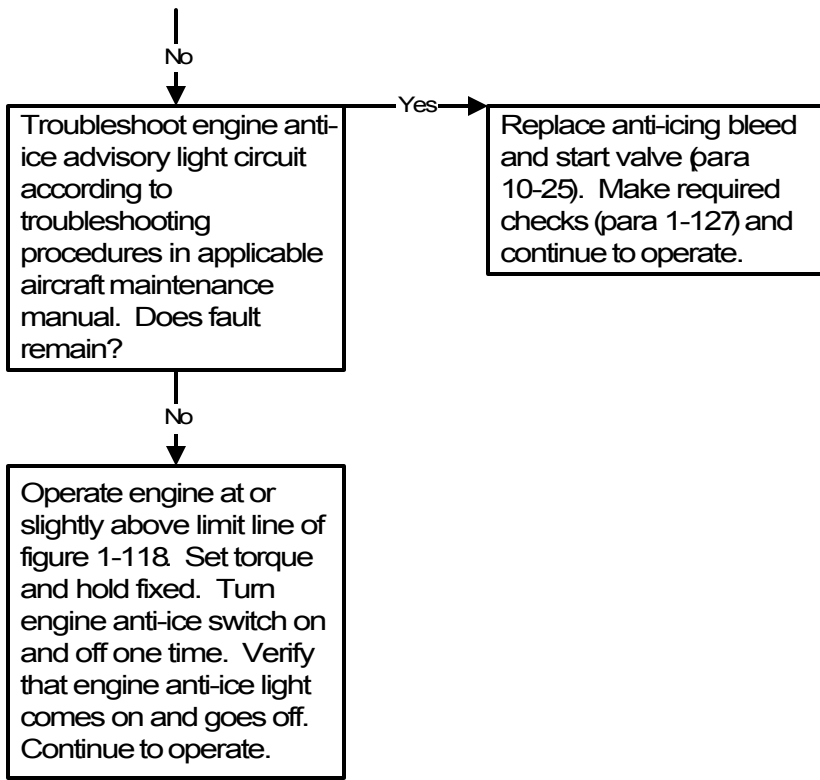 No
Troubleshoot engine anti-
ice advisory light circuit
according to
troubleshooting
procedures in applicable
aircraft maintenance
manual. Does fault
remain?
Yes
Replace anti-icing bleed
and start valve (para
10-25). Make required
checks (para 1-127) and
continue to operate.
No
Operate engine at or
slightly above limit line of
figure 1-118. Set torque
and hold fixed. Turn
engine anti-ice switch on
and off one time. Verify
that engine anti-ice light
comes on and goes off.
Continue to operate.